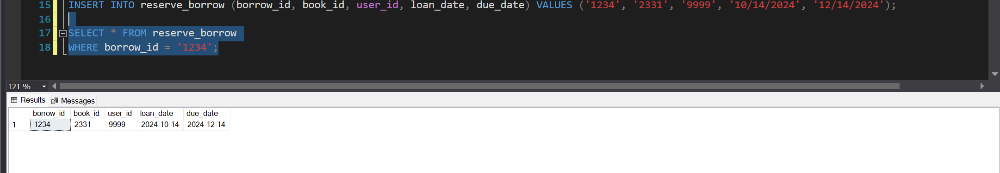 15 INSERT INTO reserve_borrow (borrow_id, book_id, user_id, loan_date, due_date) VALUES ('1234', '2331', '9999', '10/14/2024', '12/14/2024');
16
17 SELECT * FROM reserve_borrow
18 WHERE borrow_id = '1234';
121 %
Results Messages
borrow_id book_id user_id loan_date due_date
1 1234 2331 9999 2024-10-14 2024-12-14